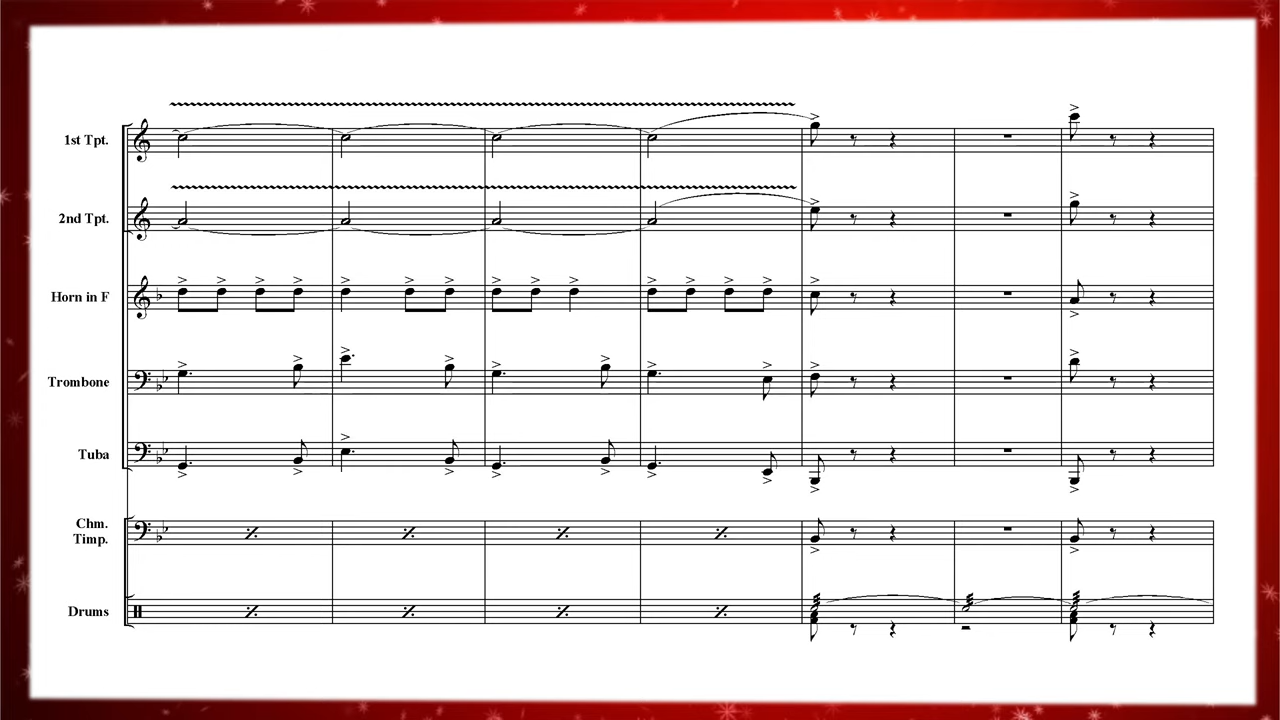 1st Tpt.
2nd Tpt.
Horn in F
Trombone
Tuba
Chm.
Timp.
Drums